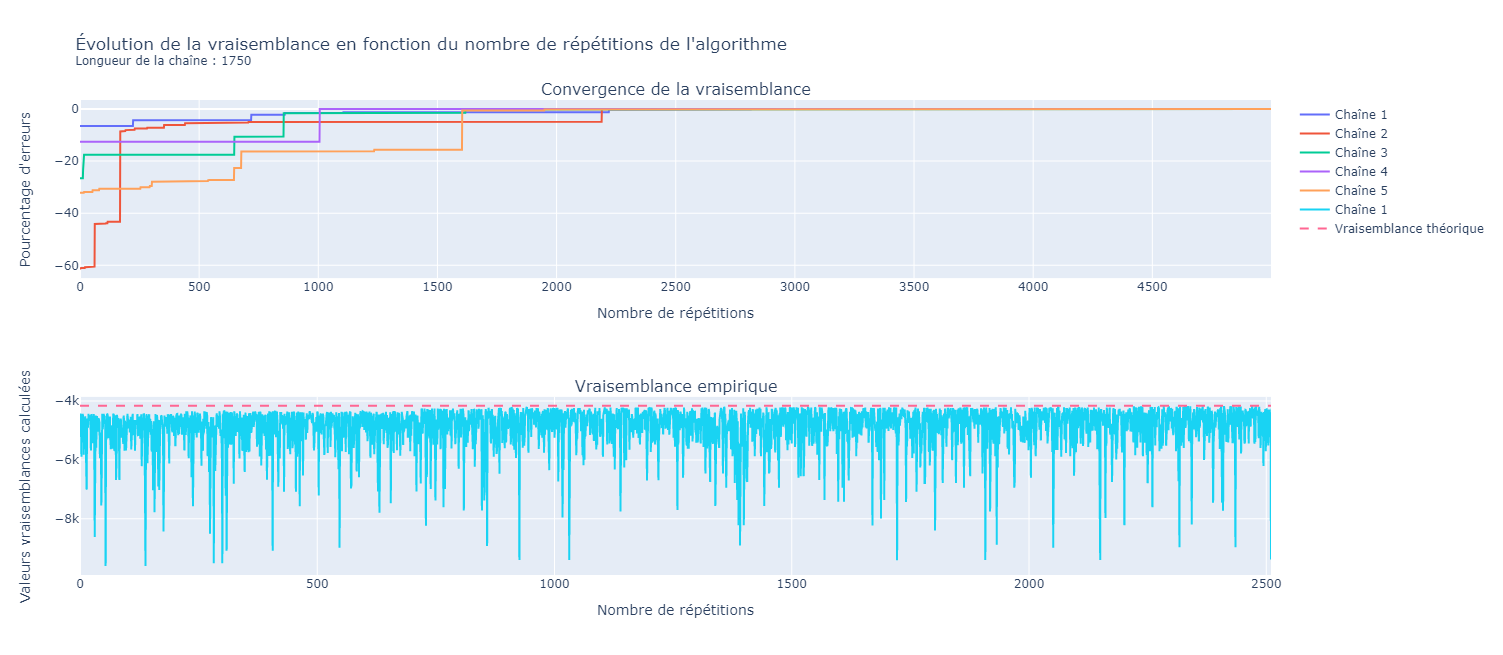 Évolution de la vraisemblance en fonction du nombre de répétitions de l'algorithme
Longueur de la chaîne : 1750
Convergence de la vraisemblance
Pourcentage d'erreurs
0
−20
−40
−60
0 500 1000 1500 2000 2500 3000 3500 4000 4500
Nombre de répétitions
Chaîne 1
Chaîne 2
Chaîne 3
Chaîne 4
Chaîne 5
Chaîne 1
Vraisemblance théorique
Vraisemblance empirique
Valeurs vraisemblances calculées
−4k
−6k
−8k
0 500 1000 1500 2000 2500
Nombre de répétitions